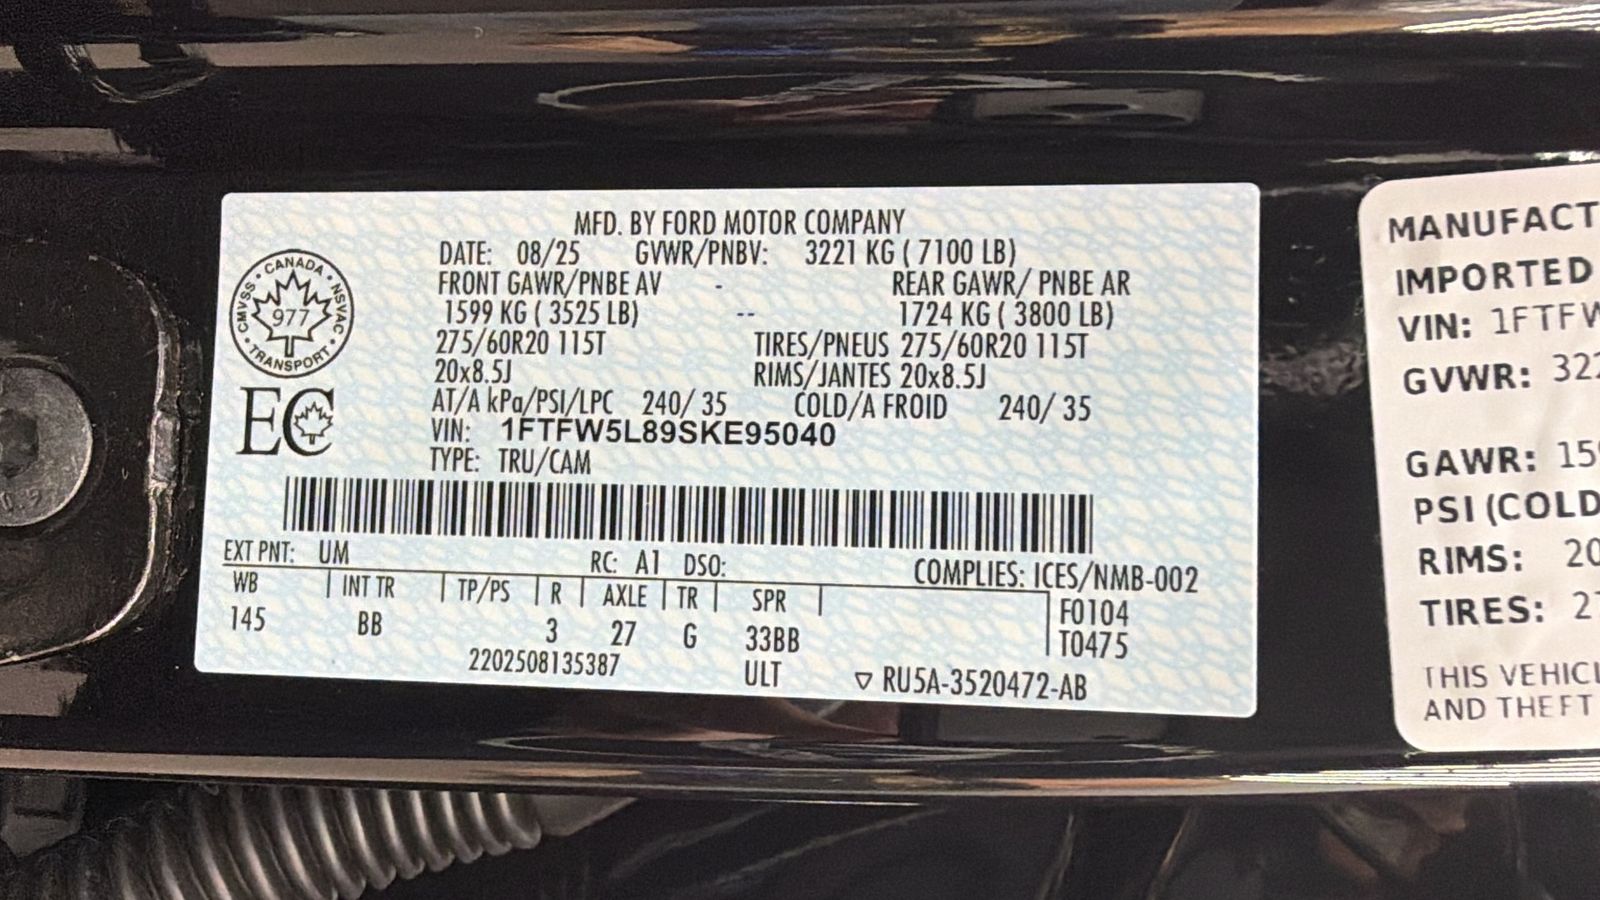 MFD. BY FORD MOTOR COMPANY
DATE: 08/25 GVWR/PNBV: 3221 KG ( 7100 LB)
FRONT GAWR/PNBE AV - REAR GAWR/ PNBE AR
1599 KG ( 3525 LB) -- 1724 KG ( 3800 LB)
275/60R20 115T TIRES/PNEUS 275/60R20 115T
20x8.5J RIMS/JANTES 20x8.5J
AT/A kPa/PSI/LPC 240/ 35 COLD/A FROID 240/ 35
VIN: 1FTFW5L89SKE95040
TYPE: TRU/CAM
CANADA
CMVSS 977 NSVAC
TRANSPORT
EC
EXT PNT: UM RC: A1 DSO: COMPLIES: ICES/NMB-002
WB INT TR TP/PS R AXLE TR SPR F0104
145 BB 3 27 G 33BB T0475
2202508135387 ULT ▽ RU5A-3520472-AB
MANUFACT
IMPORTED
VIN: 1FTFW
GVWR: 322
GAWR: 159
PSI (COLD
RIMS: 20
TIRES: 27
THIS VEHICL
AND THEFT